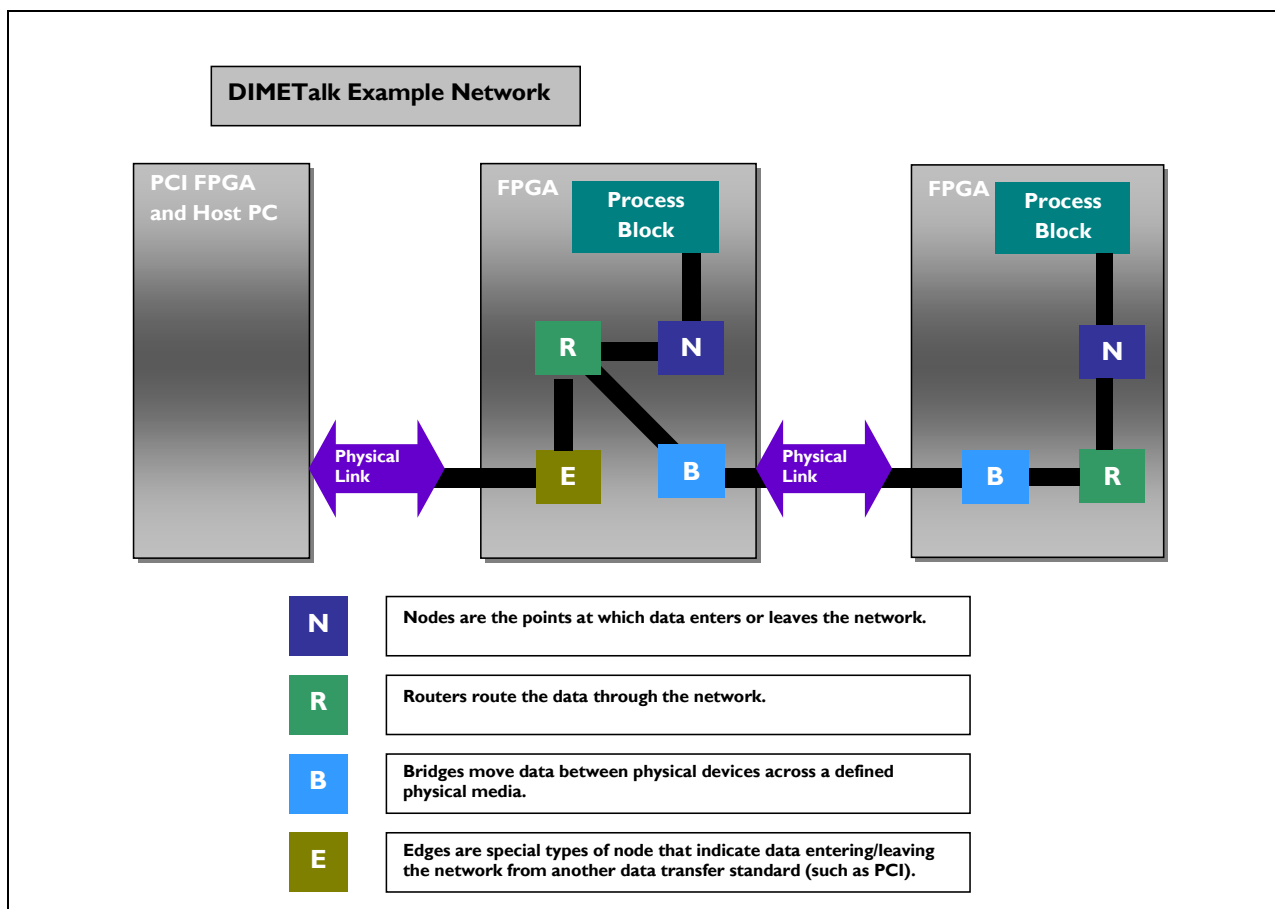 DIMETalk Example Network
PCI FPGA
and Host PC
FPGA
Process
Block
FPGA
Process
Block
R
N
N
Physical
Link
E
B
Physical
Link
B
R
N
Nodes are the points at which data enters or leaves the network.
R
Routers route the data through the network.
B
Bridges move data between physical devices across a defined
physical media.
E
Edges are special types of node that indicate data entering/leaving
the network from another data transfer standard (such as PCI).